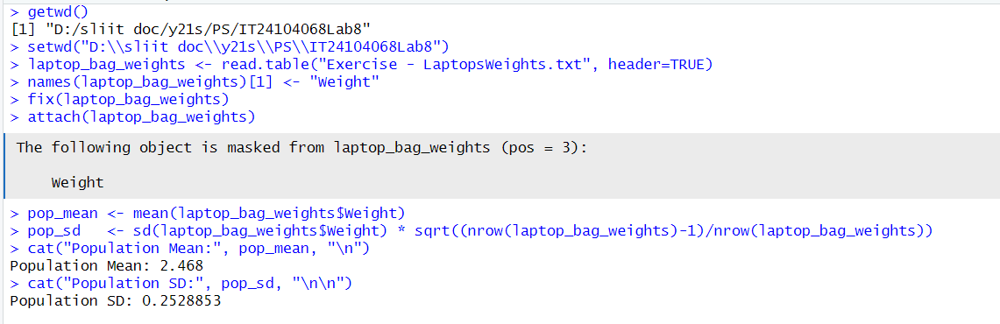 > getwd()
[1] "D:/sliit doc/y21s/PS/IT24104068Lab8"
> setwd("D:\\sliit doc\\y21s\\PS\\IT24104068Lab8")
> laptop_bag_weights <- read.table("Exercise - LaptopsWeights.txt", header=TRUE)
> names(laptop_bag_weights)[1] <- "Weight"
> fix(laptop_bag_weights)
> attach(laptop_bag_weights)
The following object is masked from laptop_bag_weights (pos = 3):
Weight
> pop_mean <- mean(laptop_bag_weights$Weight)
> pop_sd   <- sd(laptop_bag_weights$Weight) * sqrt((nrow(laptop_bag_weights)-1)/nrow(laptop_bag_weights))
> cat("Population Mean:", pop_mean, "\n")
Population Mean: 2.468
> cat("Population SD:", pop_sd, "\n\n")
Population SD: 0.2528853